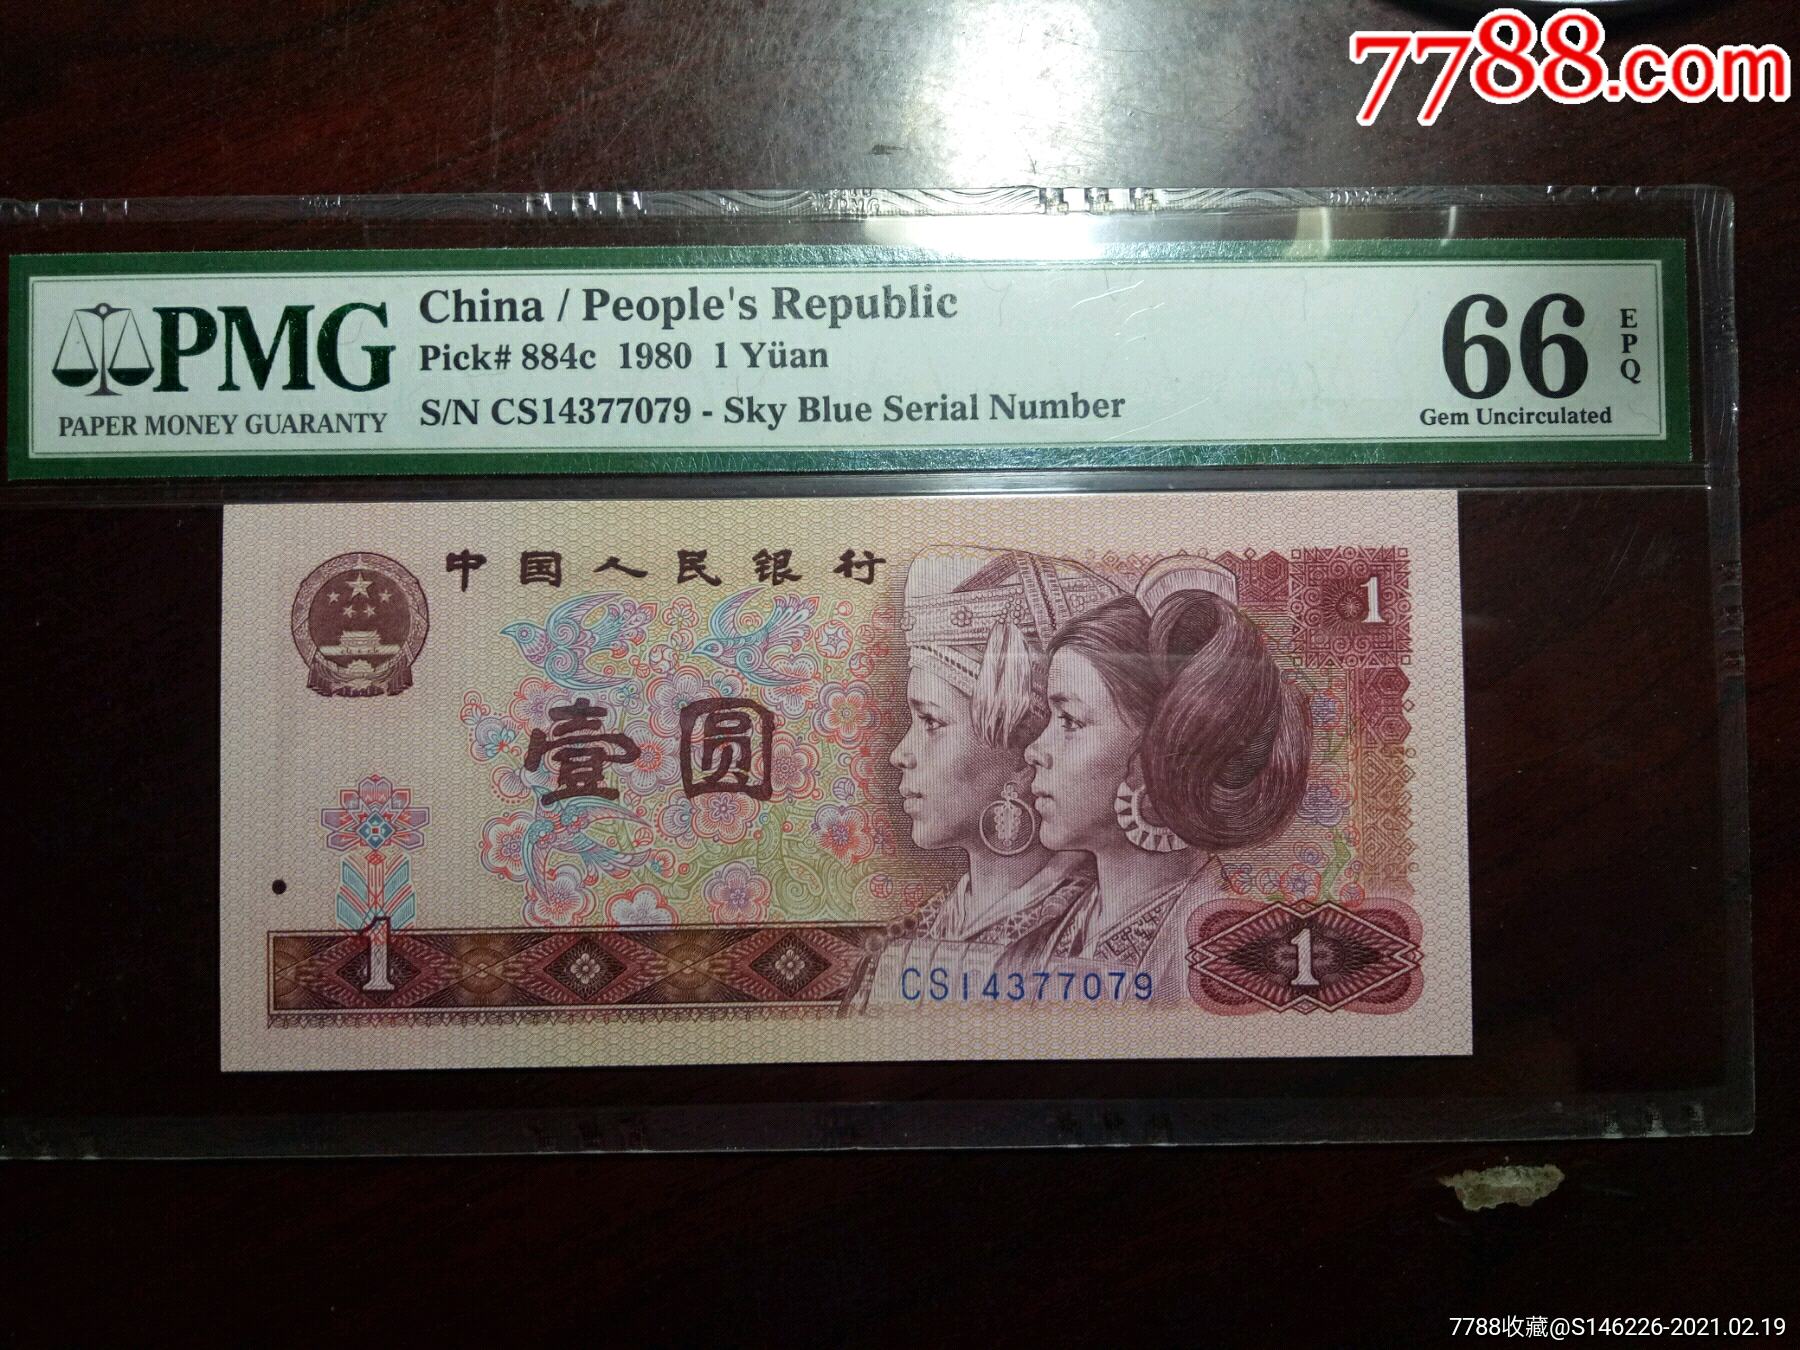 7788.com
PMG
PAPER MONEY GUARANTY
China / People's Republic
Pick# 884c 1980 1 Yüan
S/N CS14377079 - Sky Blue Serial Number
66
EPQ
Gem Uncirculated
中国人民银行
1
壹圆
1
CS14377079
1
7788收藏@S146226-2021.02.19